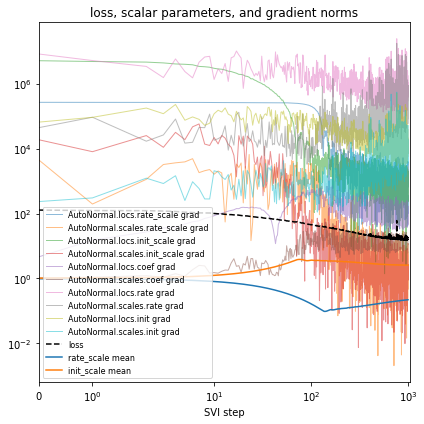 loss, scalar parameters, and gradient norms
10⁶
10⁴
10²
10⁰
10⁻²
AutoNormal.locs.rate_scale grad
AutoNormal.scales.rate_scale grad
AutoNormal.locs.init_scale grad
AutoNormal.scales.init_scale grad
AutoNormal.locs.coef grad
AutoNormal.scales.coef grad
AutoNormal.locs.rate grad
AutoNormal.scales.rate grad
AutoNormal.locs.init grad
AutoNormal.scales.init grad
loss
rate_scale mean
init_scale mean
0 10⁰ 10¹ 10² 10³
SVI step